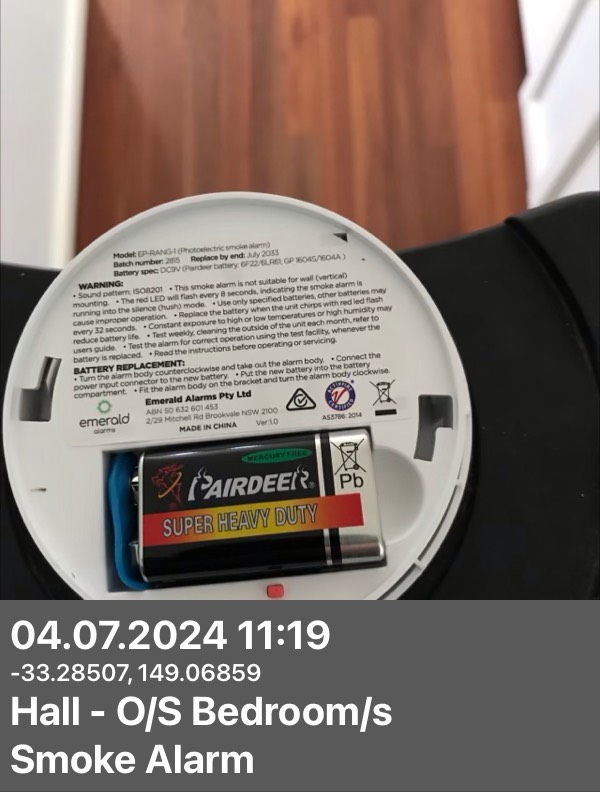 Model: EP-RANG-1 (Photoelectric smoke alarm)
Batch number: 2815 Replace by end: July 2033
Battery spec: DC9V (Pairdeer battery: 6F22/6LR61; GP 1604S/1604A )
WARNING:
• Sound pattern: ISO8201 • This smoke alarm is not suitable for wall (vertical)
mounting. • The red LED will flash every 8 seconds, indicating the smoke alarm is
running into the silence (hush) mode. • Use only specified batteries, other batteries may
cause improper operation. • Replace the battery when the unit chirps with red led flash
every 32 seconds. • Constant exposure to high or low temperatures or high humidity may
reduce battery life. • Test weekly, cleaning the outside of the unit each month, refer to
users guide. • Test the alarm for correct operation using the test facility, whenever the
battery is replaced. • Read the instructions before operating or servicing.
BATTERY REPLACEMENT:
• Turn the alarm body counterclockwise and take out the alarm body. • Connect the
power input connector to the new battery. • Put the new battery into the battery
compartment. • Fit the alarm body on the bracket and turn the alarm body clockwise.
emerald
alarms
Emerald Alarms Pty Ltd
ABN 50 632 601 453
2/29 Mitchell Rd Brookvale NSW 2100
MADE IN CHINA Ver:1.0
AS3786: 2014
MERCURY FREE
PAIRDEER®
SUPER HEAVY DUTY
Pb
04.07.2024 11:19
-33.28507,149.06859
Hall - O/S Bedroom/s
Smoke Alarm